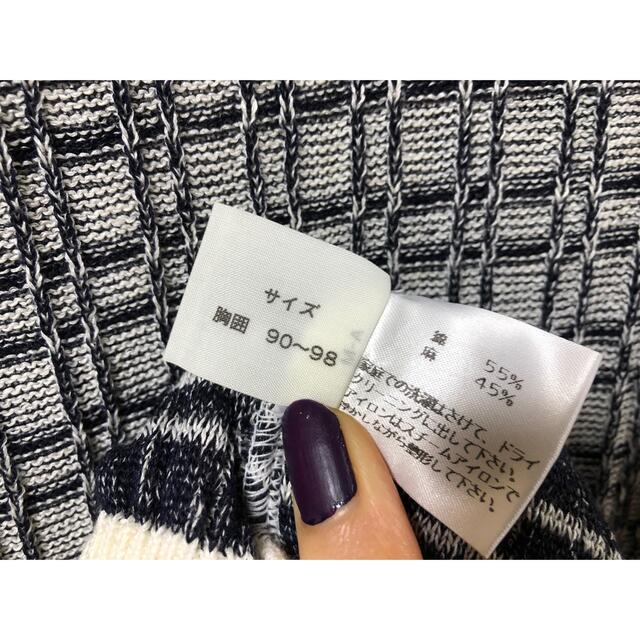 サイズ
胸囲 90〜98
M-A
綿 55%
麻 45%
家庭での洗濯はさけて、ドライ
クリーニングに出して下さい。
アイロンはスチームアイロンで
浮かしながら整形して下さい。